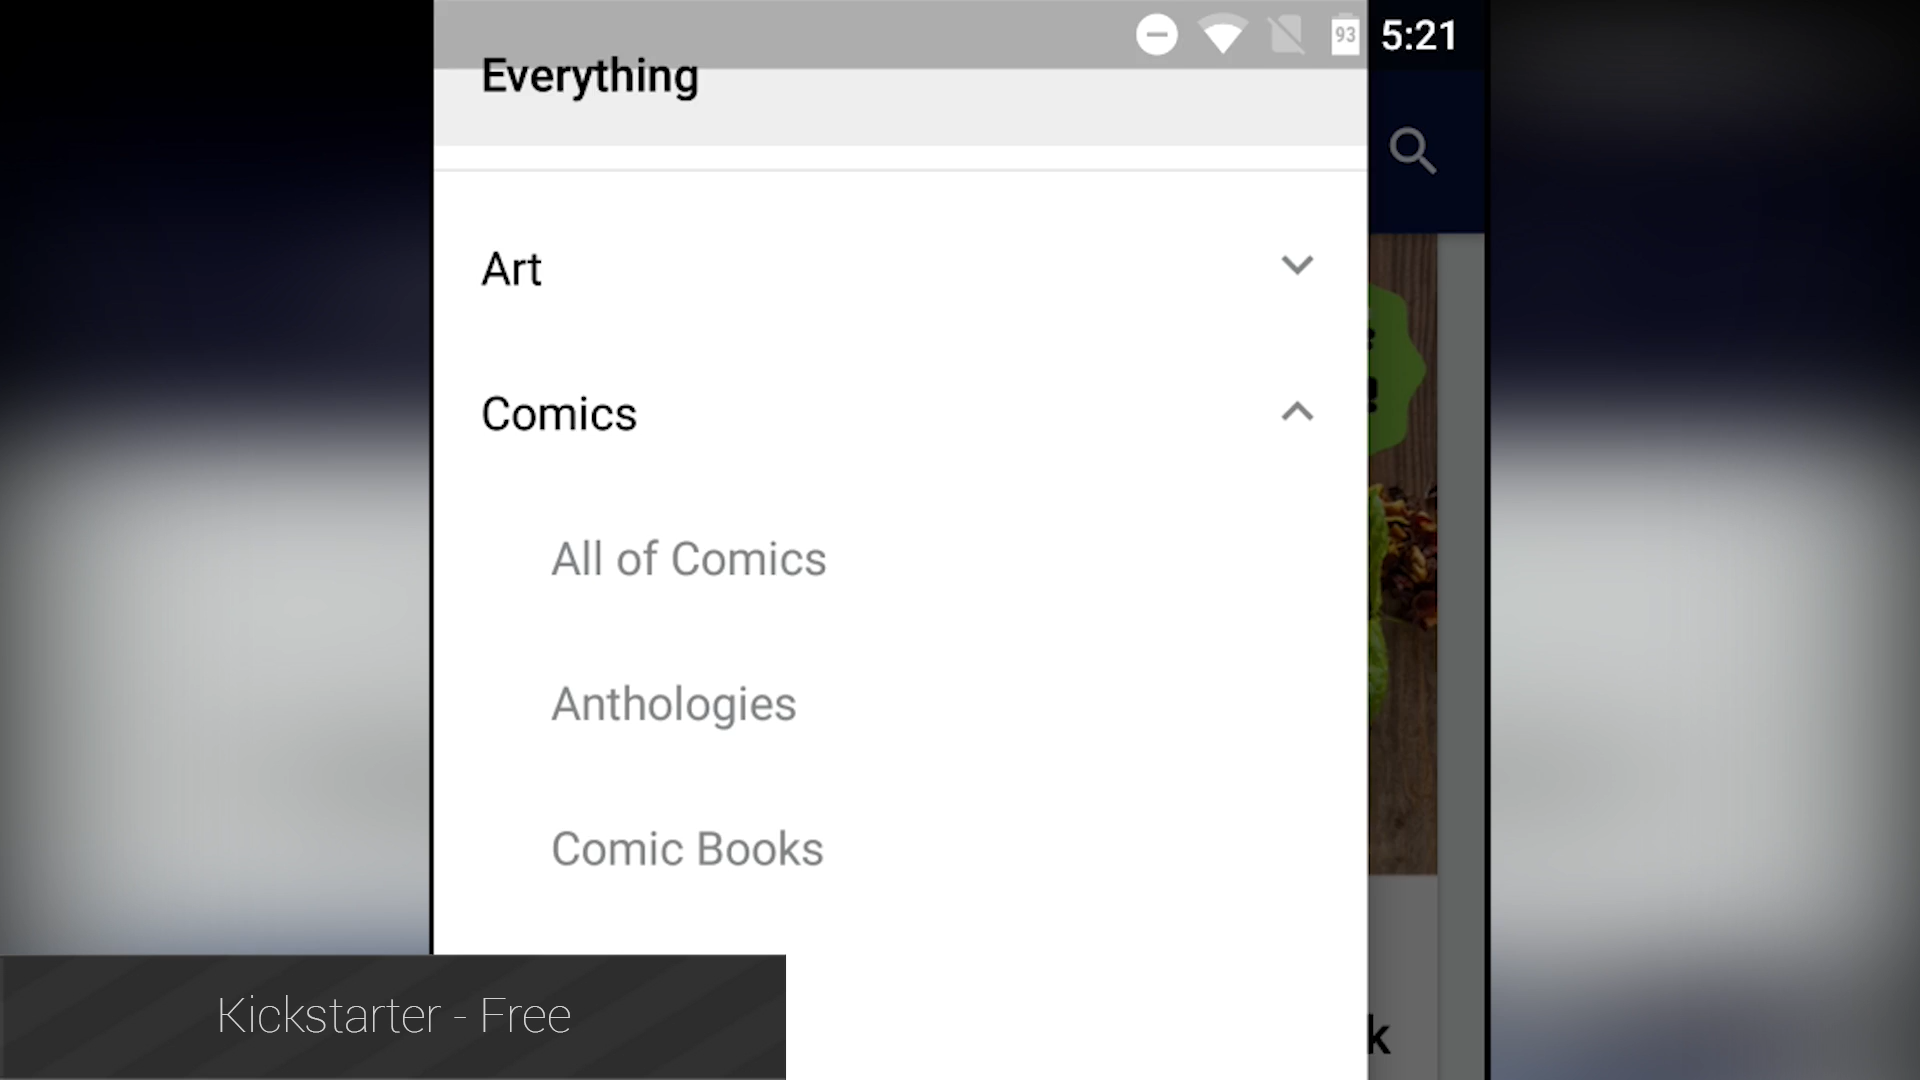 93 5:21
Everything
Art
Comics
All of Comics
Anthologies
Comic Books
k
Kickstarter - Free